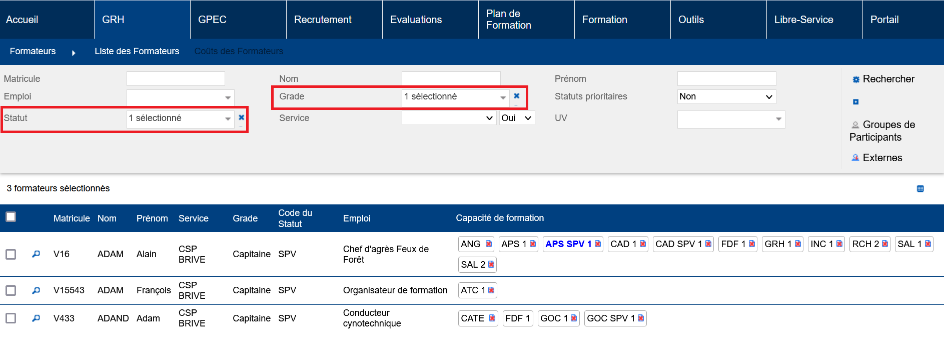 Accueil GRH GPEC Recrutement Evaluations Plan de Formation Formation Outils Libre-Service Portail
Formateurs Liste des Formateurs Coûts des Formateurs
Matricule Nom Prénom Rechercher
Emploi Grade 1 sélectionné Statuts prioritaires Non
Statut 1 sélectionné Service Oui UV
Groupes de Participants
Externes
3 formateurs sélectionnés
Matricule Nom Prénom Service Grade Code du Statut Emploi Capacité de formation
V16 ADAM Alain CSP BRIVE Capitaine SPV Chef d'agrès Feux de Forêt ANG APS 1 APS SPV 1 CAD 1 CAD SPV 1 FDF 1 GRH 1 INC 1 RCH 2 SAL 1
SAL 2
V15543 ADAM François CSP BRIVE Capitaine SPV Organisateur de formation ATC 1
V433 ADAND Adam CSP BRIVE Capitaine SPV Conducteur cynotechnique CATE FDF 1 GOC 1 GOC SPV 1